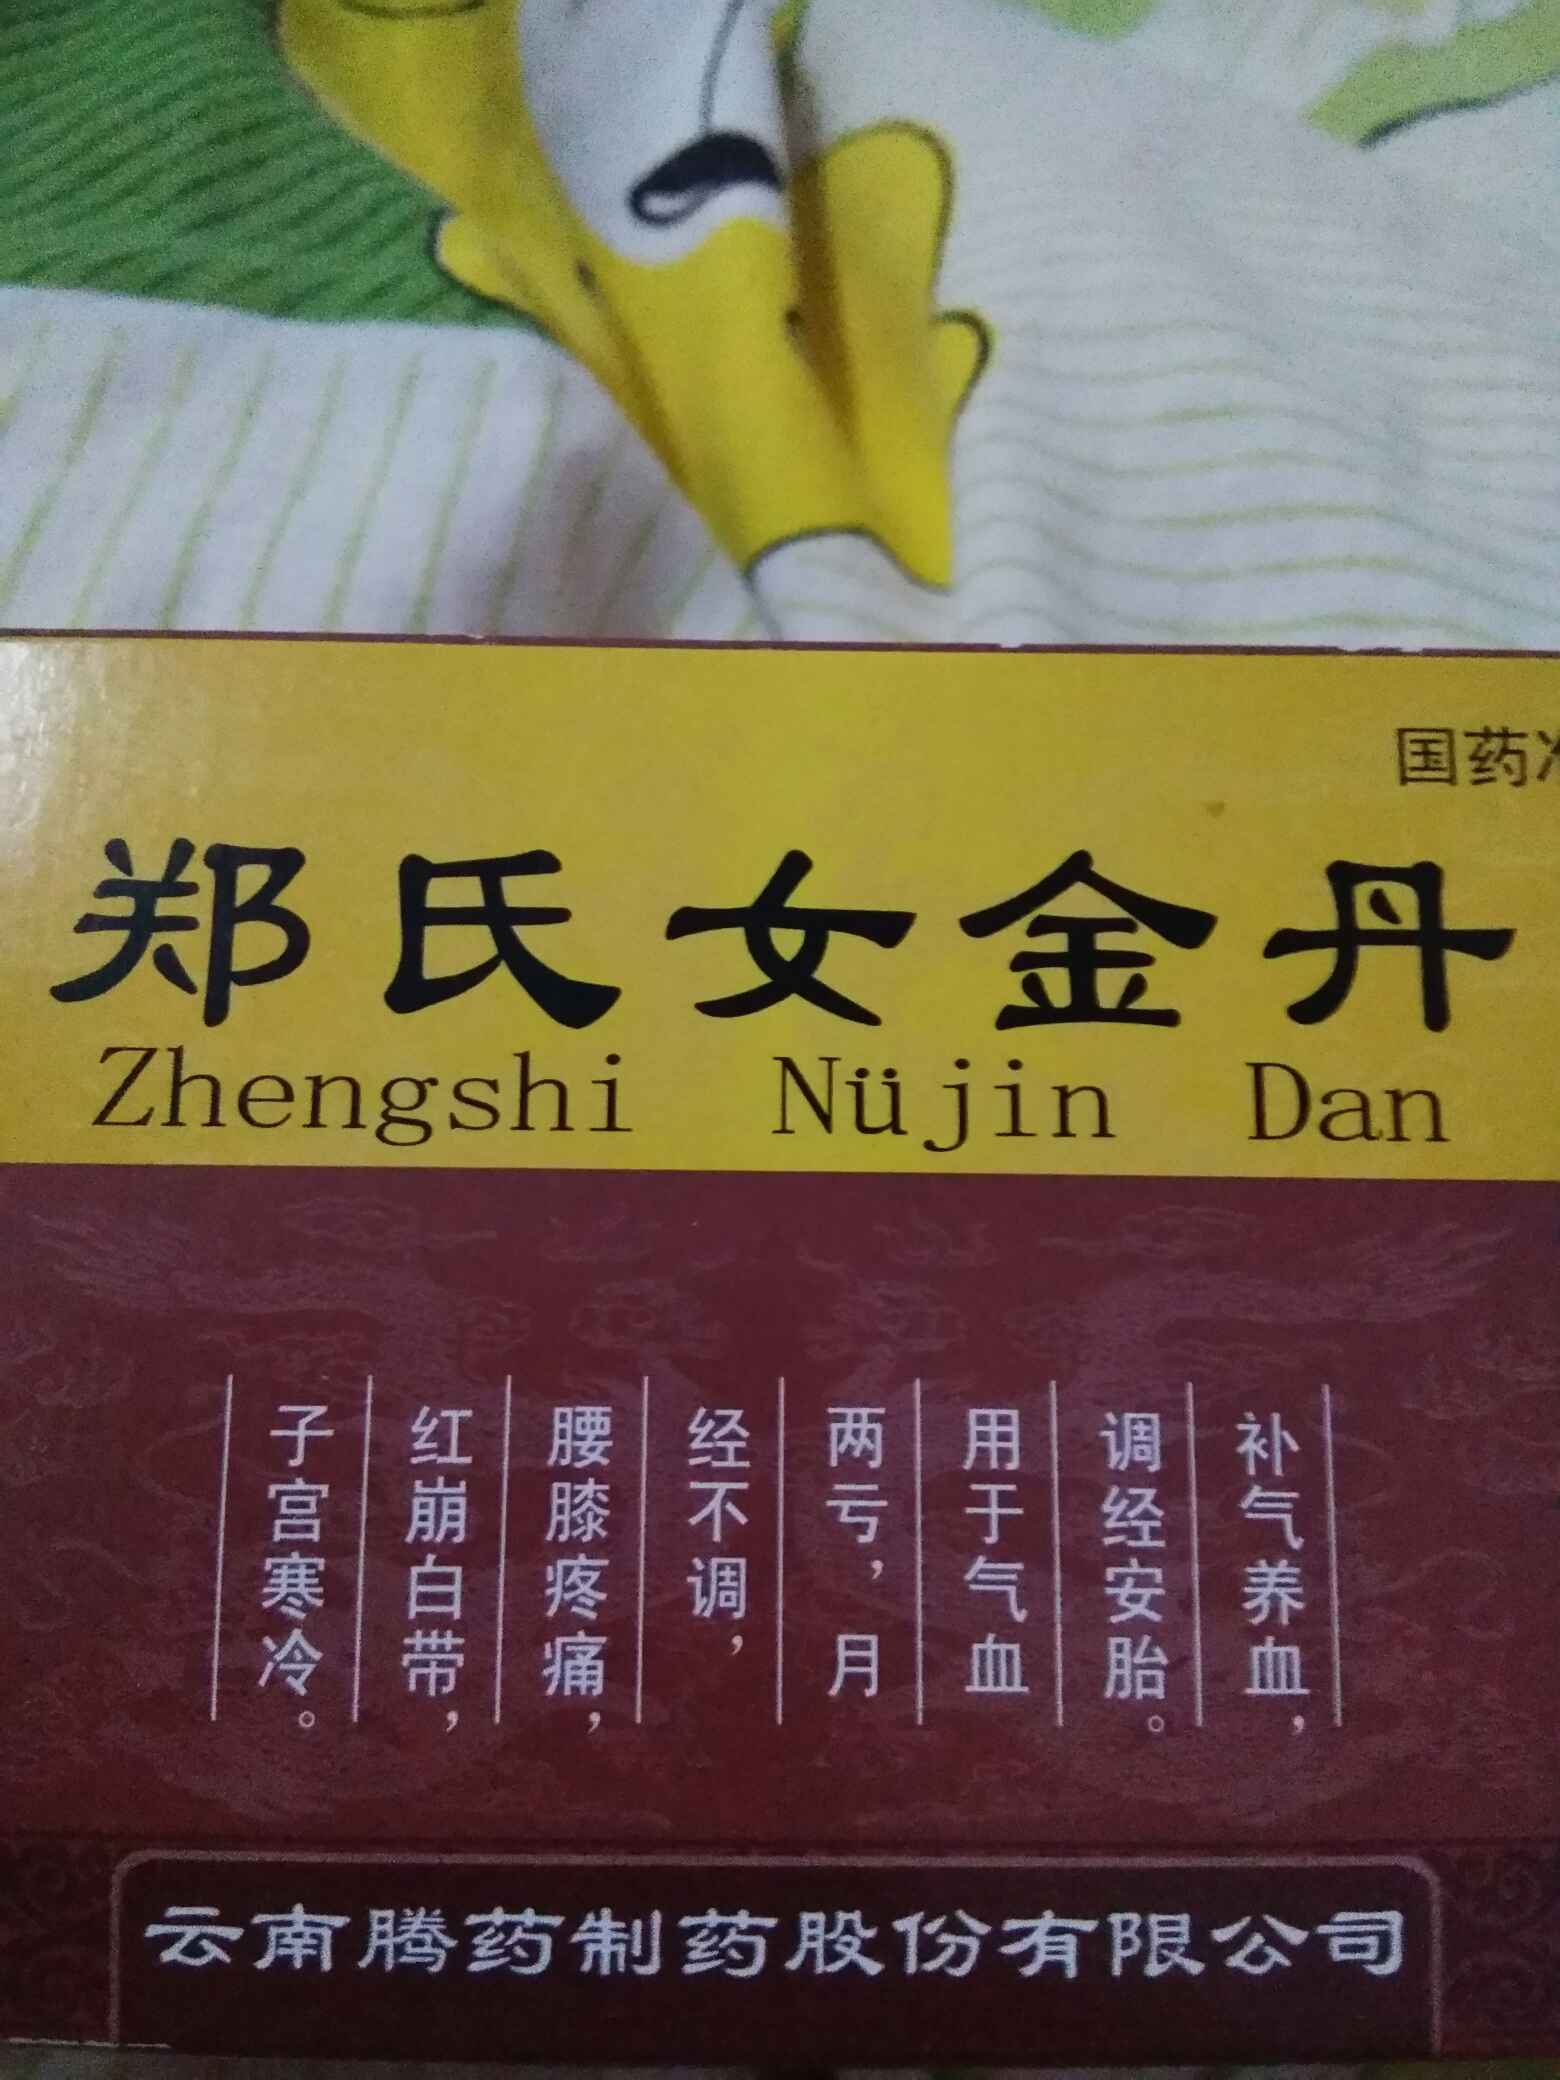 国药
郑氏女金丹
Zhengshi Nüjin Dan
补气养血，
调经安胎。
用于气血
两亏，月
经不调，
腰膝疼痛，
红崩白带，
子宫寒冷。
云南腾药制药股份有限公司